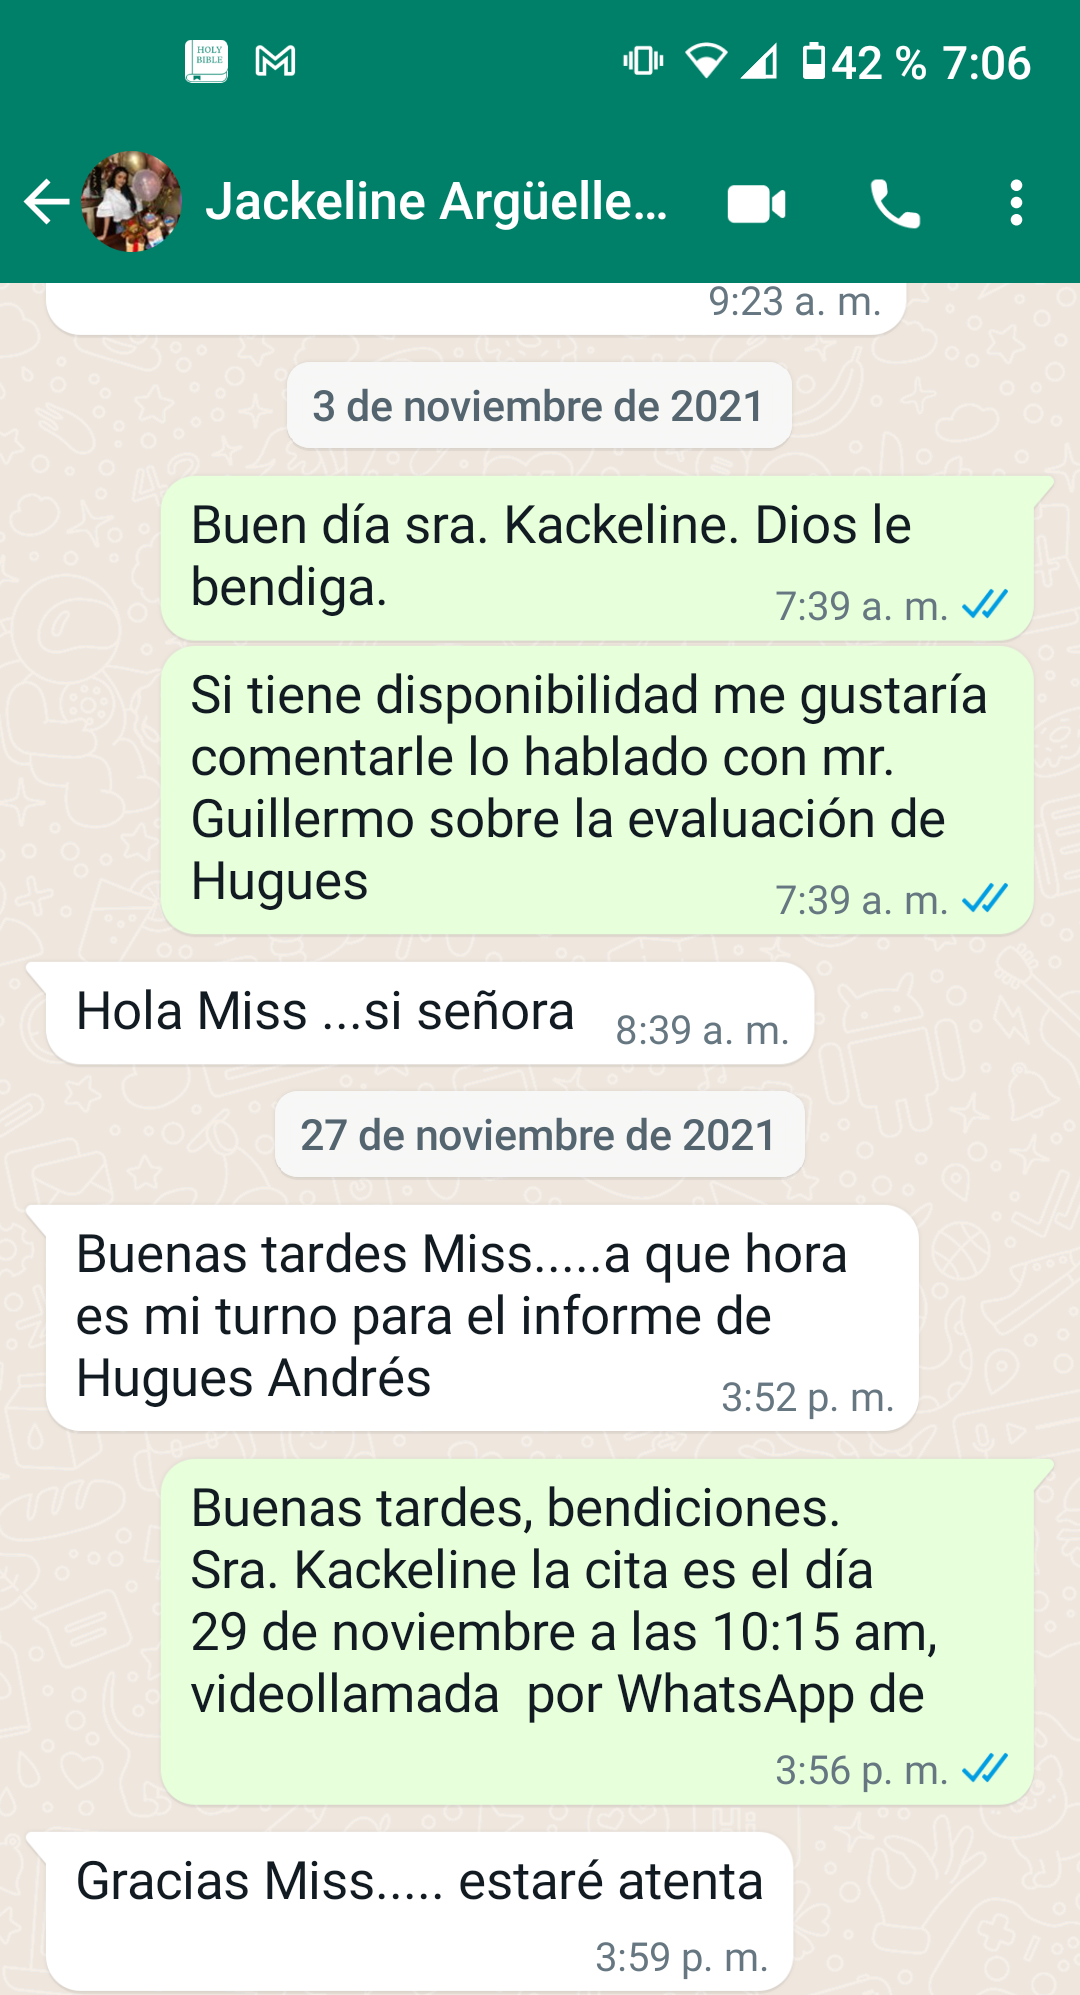 HOLY
BIBLE
42 % 7:06
Jackeline Argüelle...
9:23 a. m.
3 de noviembre de 2021
Buen día sra. Kackeline. Dios le
bendiga.
7:39 a. m.
Si tiene disponibilidad me gustaría
comentarle lo hablado con mr.
Guillermo sobre la evaluación de
Hugues
7:39 a. m.
Hola Miss ...si señora
8:39 a. m.
27 de noviembre de 2021
Buenas tardes Miss.....a que hora
es mi turno para el informe de
Hugues Andrés
3:52 p. m.
Buenas tardes, bendiciones.
Sra. Kackeline la cita es el día
29 de noviembre a las 10:15 am,
videollamada  por WhatsApp de
3:56 p. m.
Gracias Miss..... estaré atenta
3:59 p. m.